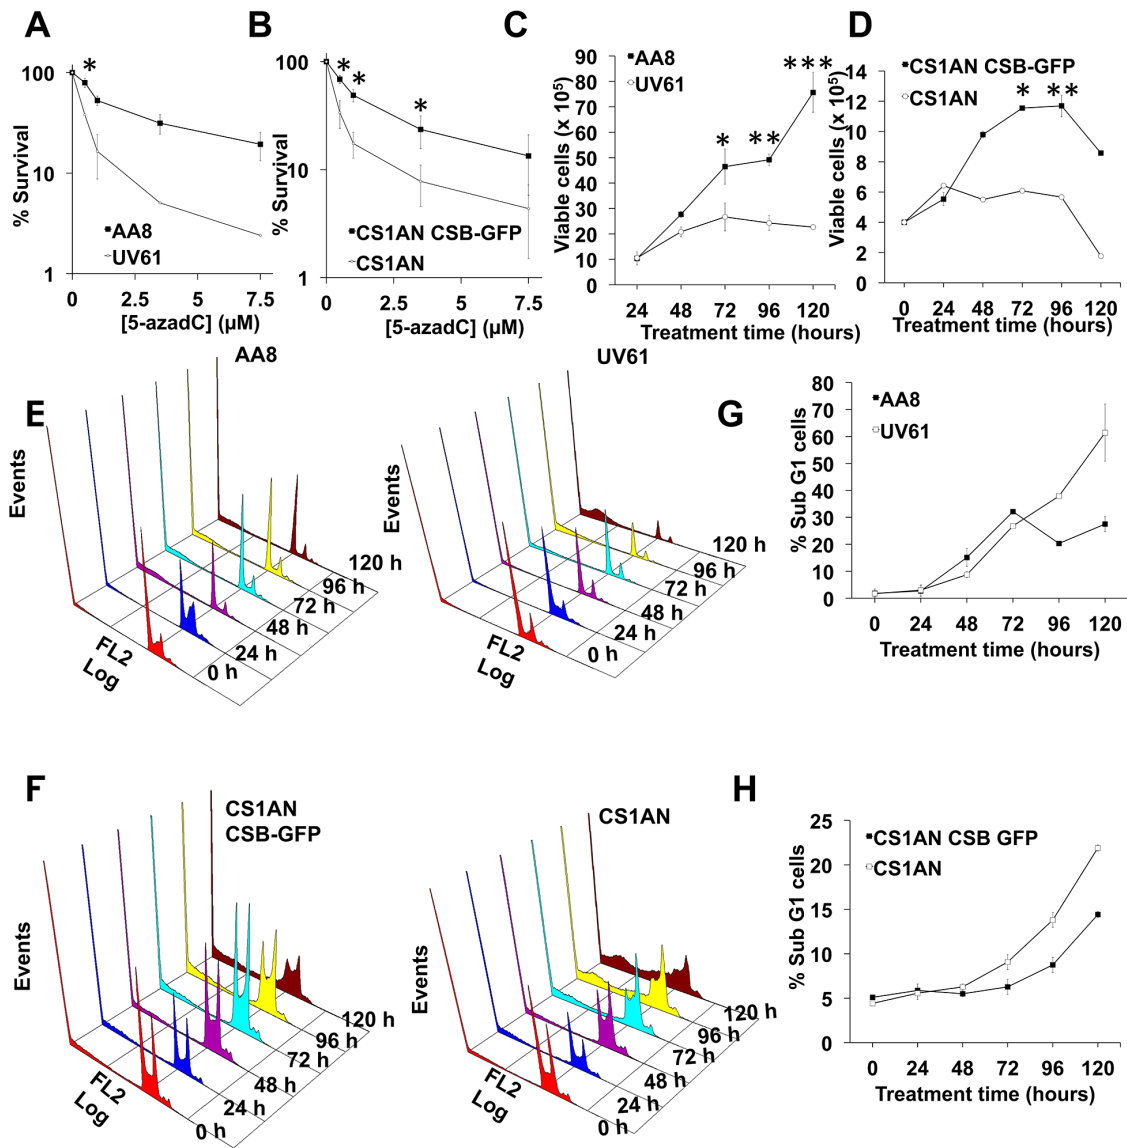 A
% Survival
100
10
1
*
AA8
UV61
0
2.5
5
7.5
[5-azadC] (µM)
B
% Survival
100
10
1
*
*
*
CS1AN CSB-GFP
CS1AN
0
2.5
5
7.5
[5-azadC] (µM)
C
Viable cells (x 10⁵)
90
80
70
60
50
40
30
20
10
0
AA8
UV61
*
**
***
24
48
72
96
120
Treatment time (hours)
D
Viable cells (x 10⁵)
14
12
10
8
6
4
2
0
CS1AN CSB-GFP
CS1AN
*
**
0
24
48
72
96
120
Treatment time (hours)
E
AA8
Events
FL2
Log
0 h
24 h
48 h
72 h
96 h
120 h
UV61
Events
FL2
Log
0 h
24 h
48 h
72 h
96 h
120 h
G
% Sub G1 cells
80
70
60
50
40
30
20
10
0
AA8
UV61
0
24
48
72
96
120
Treatment time (hours)
F
CS1AN
CSB-GFP
Events
FL2
Log
0 h
24 h
48 h
72 h
96 h
120 h
CS1AN
Events
FL2
Log
0 h
24 h
48 h
72 h
96 h
120 h
H
% Sub G1 cells
25
20
15
10
5
0
CS1AN CSB GFP
CS1AN
0
24
48
72
96
120
Treatment time (hours)